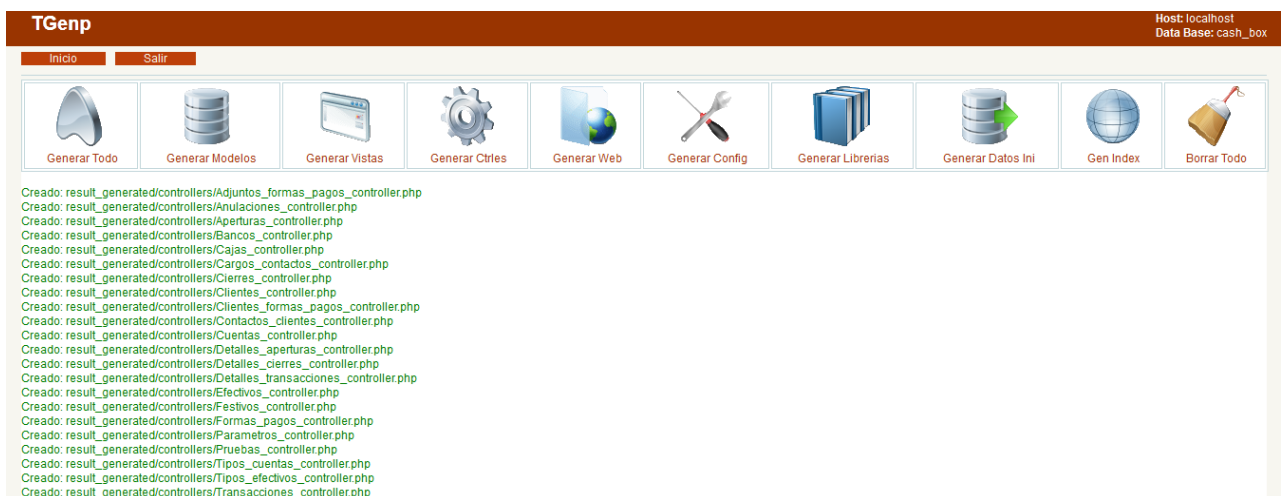 TGenp
Host: localhost
Data Base: cash_box
Inicio
Salir
Generar Todo
Generar Modelos
Generar Vistas
Generar Ctrles
Generar Web
Generar Config
Generar Librerias
Generar Datos Ini
Gen Index
Borrar Todo
Creado: result_generated/controllers/Adjuntos_formas_pagos_controller.php
Creado: result_generated/controllers/Anulaciones_controller.php
Creado: result_generated/controllers/Aperturas_controller.php
Creado: result_generated/controllers/Bancos_controller.php
Creado: result_generated/controllers/Cajas_controller.php
Creado: result_generated/controllers/Cargos_contactos_controller.php
Creado: result_generated/controllers/Cierres_controller.php
Creado: result_generated/controllers/Clientes_controller.php
Creado: result_generated/controllers/Clientes_formas_pagos_controller.php
Creado: result_generated/controllers/Contactos_clientes_controller.php
Creado: result_generated/controllers/Cuentas_controller.php
Creado: result_generated/controllers/Detalles_aperturas_controller.php
Creado: result_generated/controllers/Detalles_cierres_controller.php
Creado: result_generated/controllers/Detalles_transacciones_controller.php
Creado: result_generated/controllers/Efectivos_controller.php
Creado: result_generated/controllers/Festivos_controller.php
Creado: result_generated/controllers/Formas_pagos_controller.php
Creado: result_generated/controllers/Parametros_controller.php
Creado: result_generated/controllers/Pruebas_controller.php
Creado: result_generated/controllers/Tipos_cuentas_controller.php
Creado: result_generated/controllers/Tipos_efectivos_controller.php
Creado: result_generated/controllers/Transacciones_controller.php